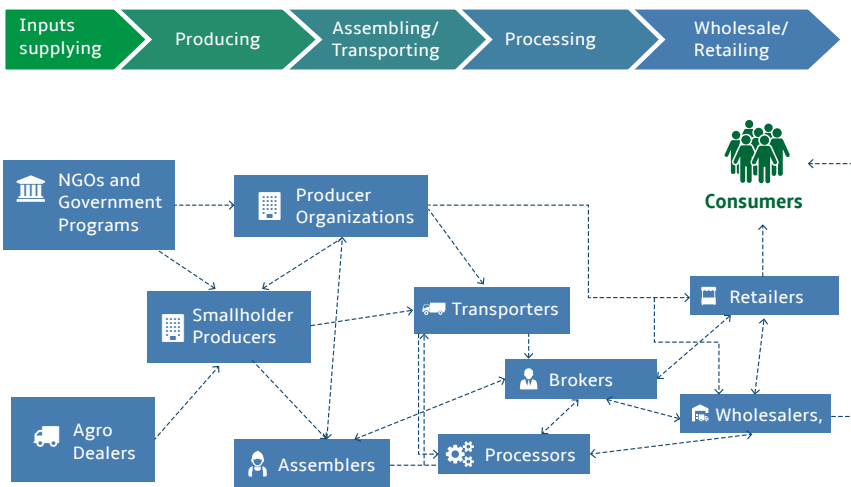 Inputs
supplying
Producing
Assembling/
Transporting
Processing
Wholesale/
Retailing
Consumers
NGOs and
Government
Programs
Producer
Organizations
Smallholder
Producers
Transporters
Retailers
Brokers
Agro
Dealers
Wholesalers,
Assemblers
Processors